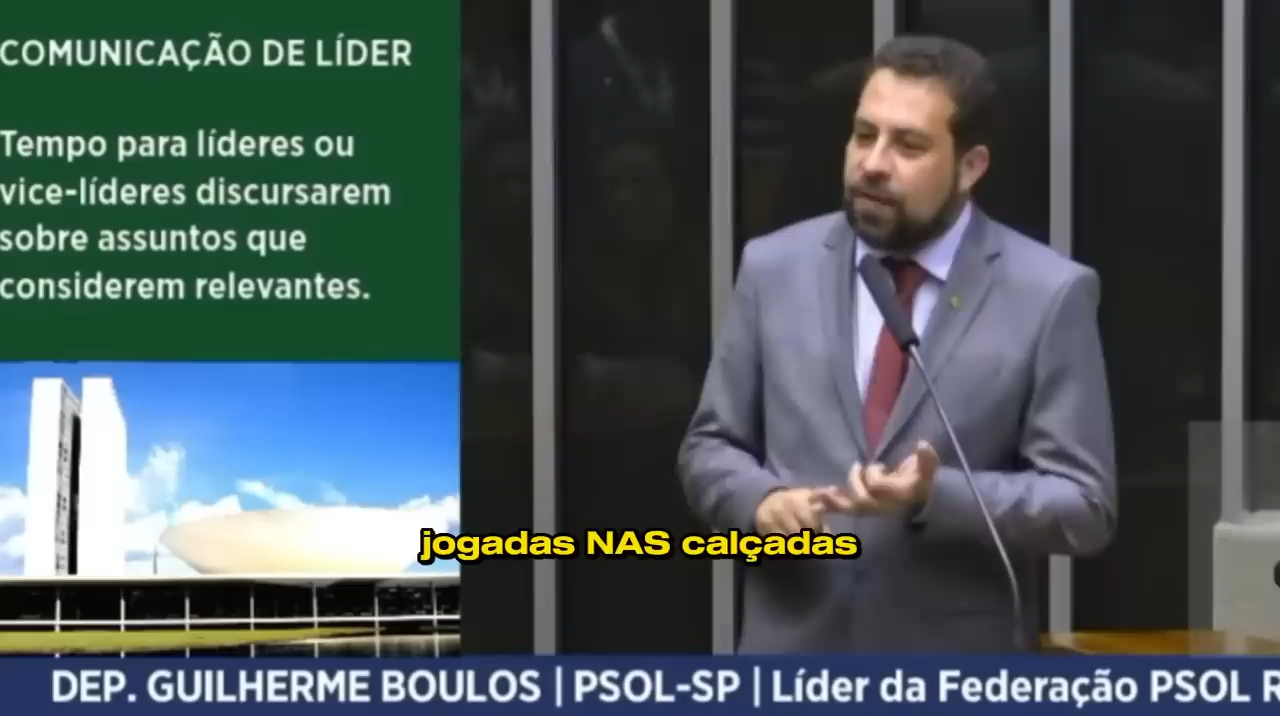 COMUNICAÇÃO DE LÍDER
Tempo para líderes ou
vice-líderes discursarem
sobre assuntos que
considerem relevantes.
jogadas NAS calçadas
DEP. GUILHERME BOULOS | PSOL-SP | Líder da Federação PSOL R